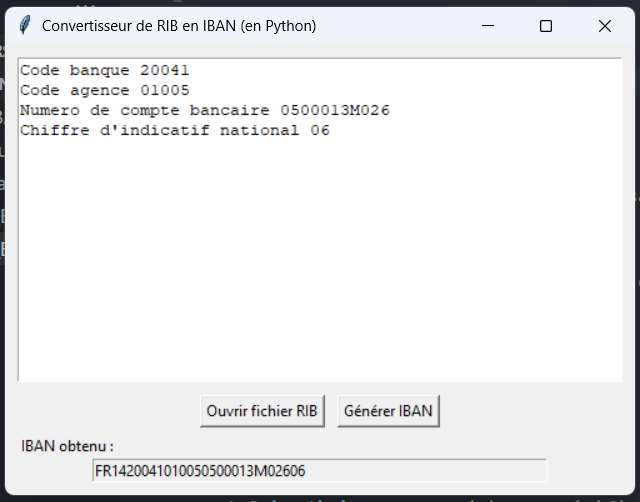 Convertisseur de RIB en IBAN (en Python)
Code banque 20041
Code agence 01005
Numero de compte bancaire 0500013M026
Chiffre d'indicatif national 06
Ouvrir fichier RIB
Générer IBAN
IBAN obtenu :
FR1420041010050500013M02606